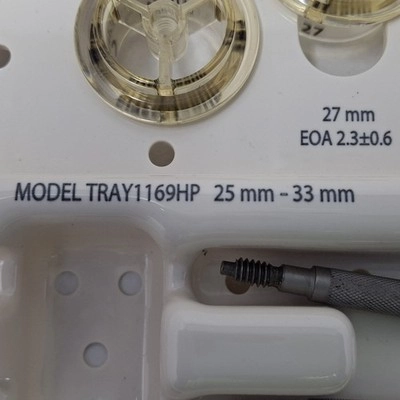 27
27 mm
EOA 2.3±0.6
MODEL TRAY1169HP 25 mm - 33 mm